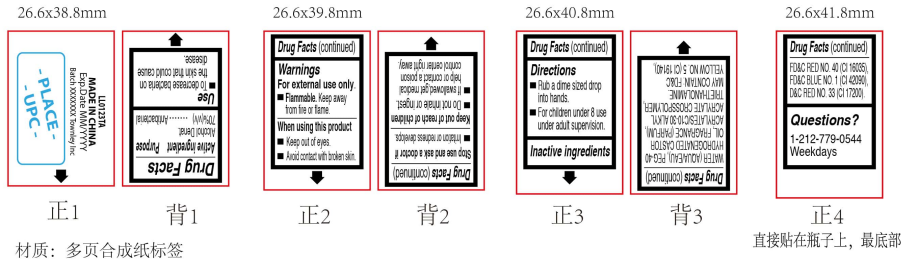 26.6x38.8mm
26.6x39.8mm
26.6x40.8mm
26.6x41.8mm
- PLACE -
- UPC -
LL0123TA
MADE IN CHINA
Exp.Date MM/YYYY
Batch XXXXXX Townley Inc
正1
Drug Facts
Active ingredient Purpose
Alcohol Denat.
70%(v/v) ........ Antibacterial
Use
■ To decrease bacteria on
the skin that could cause
disease.
背1
Drug Facts (continued)
Warnings
For external use only.
■ Flammable. Keep away
from fire or flame.
When using this product
■ Keep out of eyes.
■ Avoid contact with broken skin.
正2
Drug Facts (continued)
Stop use and ask a doctor if
■ Irritation or redness develops.
Keep out of reach of children
■ Do not inhale or ingest.
■ If swallowed, get medical
help or contact a poison
control center right away.
背2
Drug Facts (continued)
Directions
■ Rub a dime sized drop
into hands.
■ For children under 8 use
under adult supervision.
Inactive ingredients
正3
Drug Facts (continued)
WATER (AQUEAU), PEG-40
HYDROGENATED CASTOR
OIL, FRAGRANCE (PARFUM),
ACRYLATES/C10-30 ALKYL
ACRYLATE CROSSPOLYMER,
TRIETHANOLAMINE.
MAY CONTAIN: FD&C
YELLOW NO. 5 (CI 19140),
背3
Drug Facts (continued)
FD&C RED NO. 40 (CI 16035),
FD&C BLUE NO. 1 (CI 42090),
D&C RED NO. 33 (CI 17200).
Questions?
1-212-779-0544
Weekdays
正4
直接贴在瓶子上，最底部
材质：多页合成纸标签